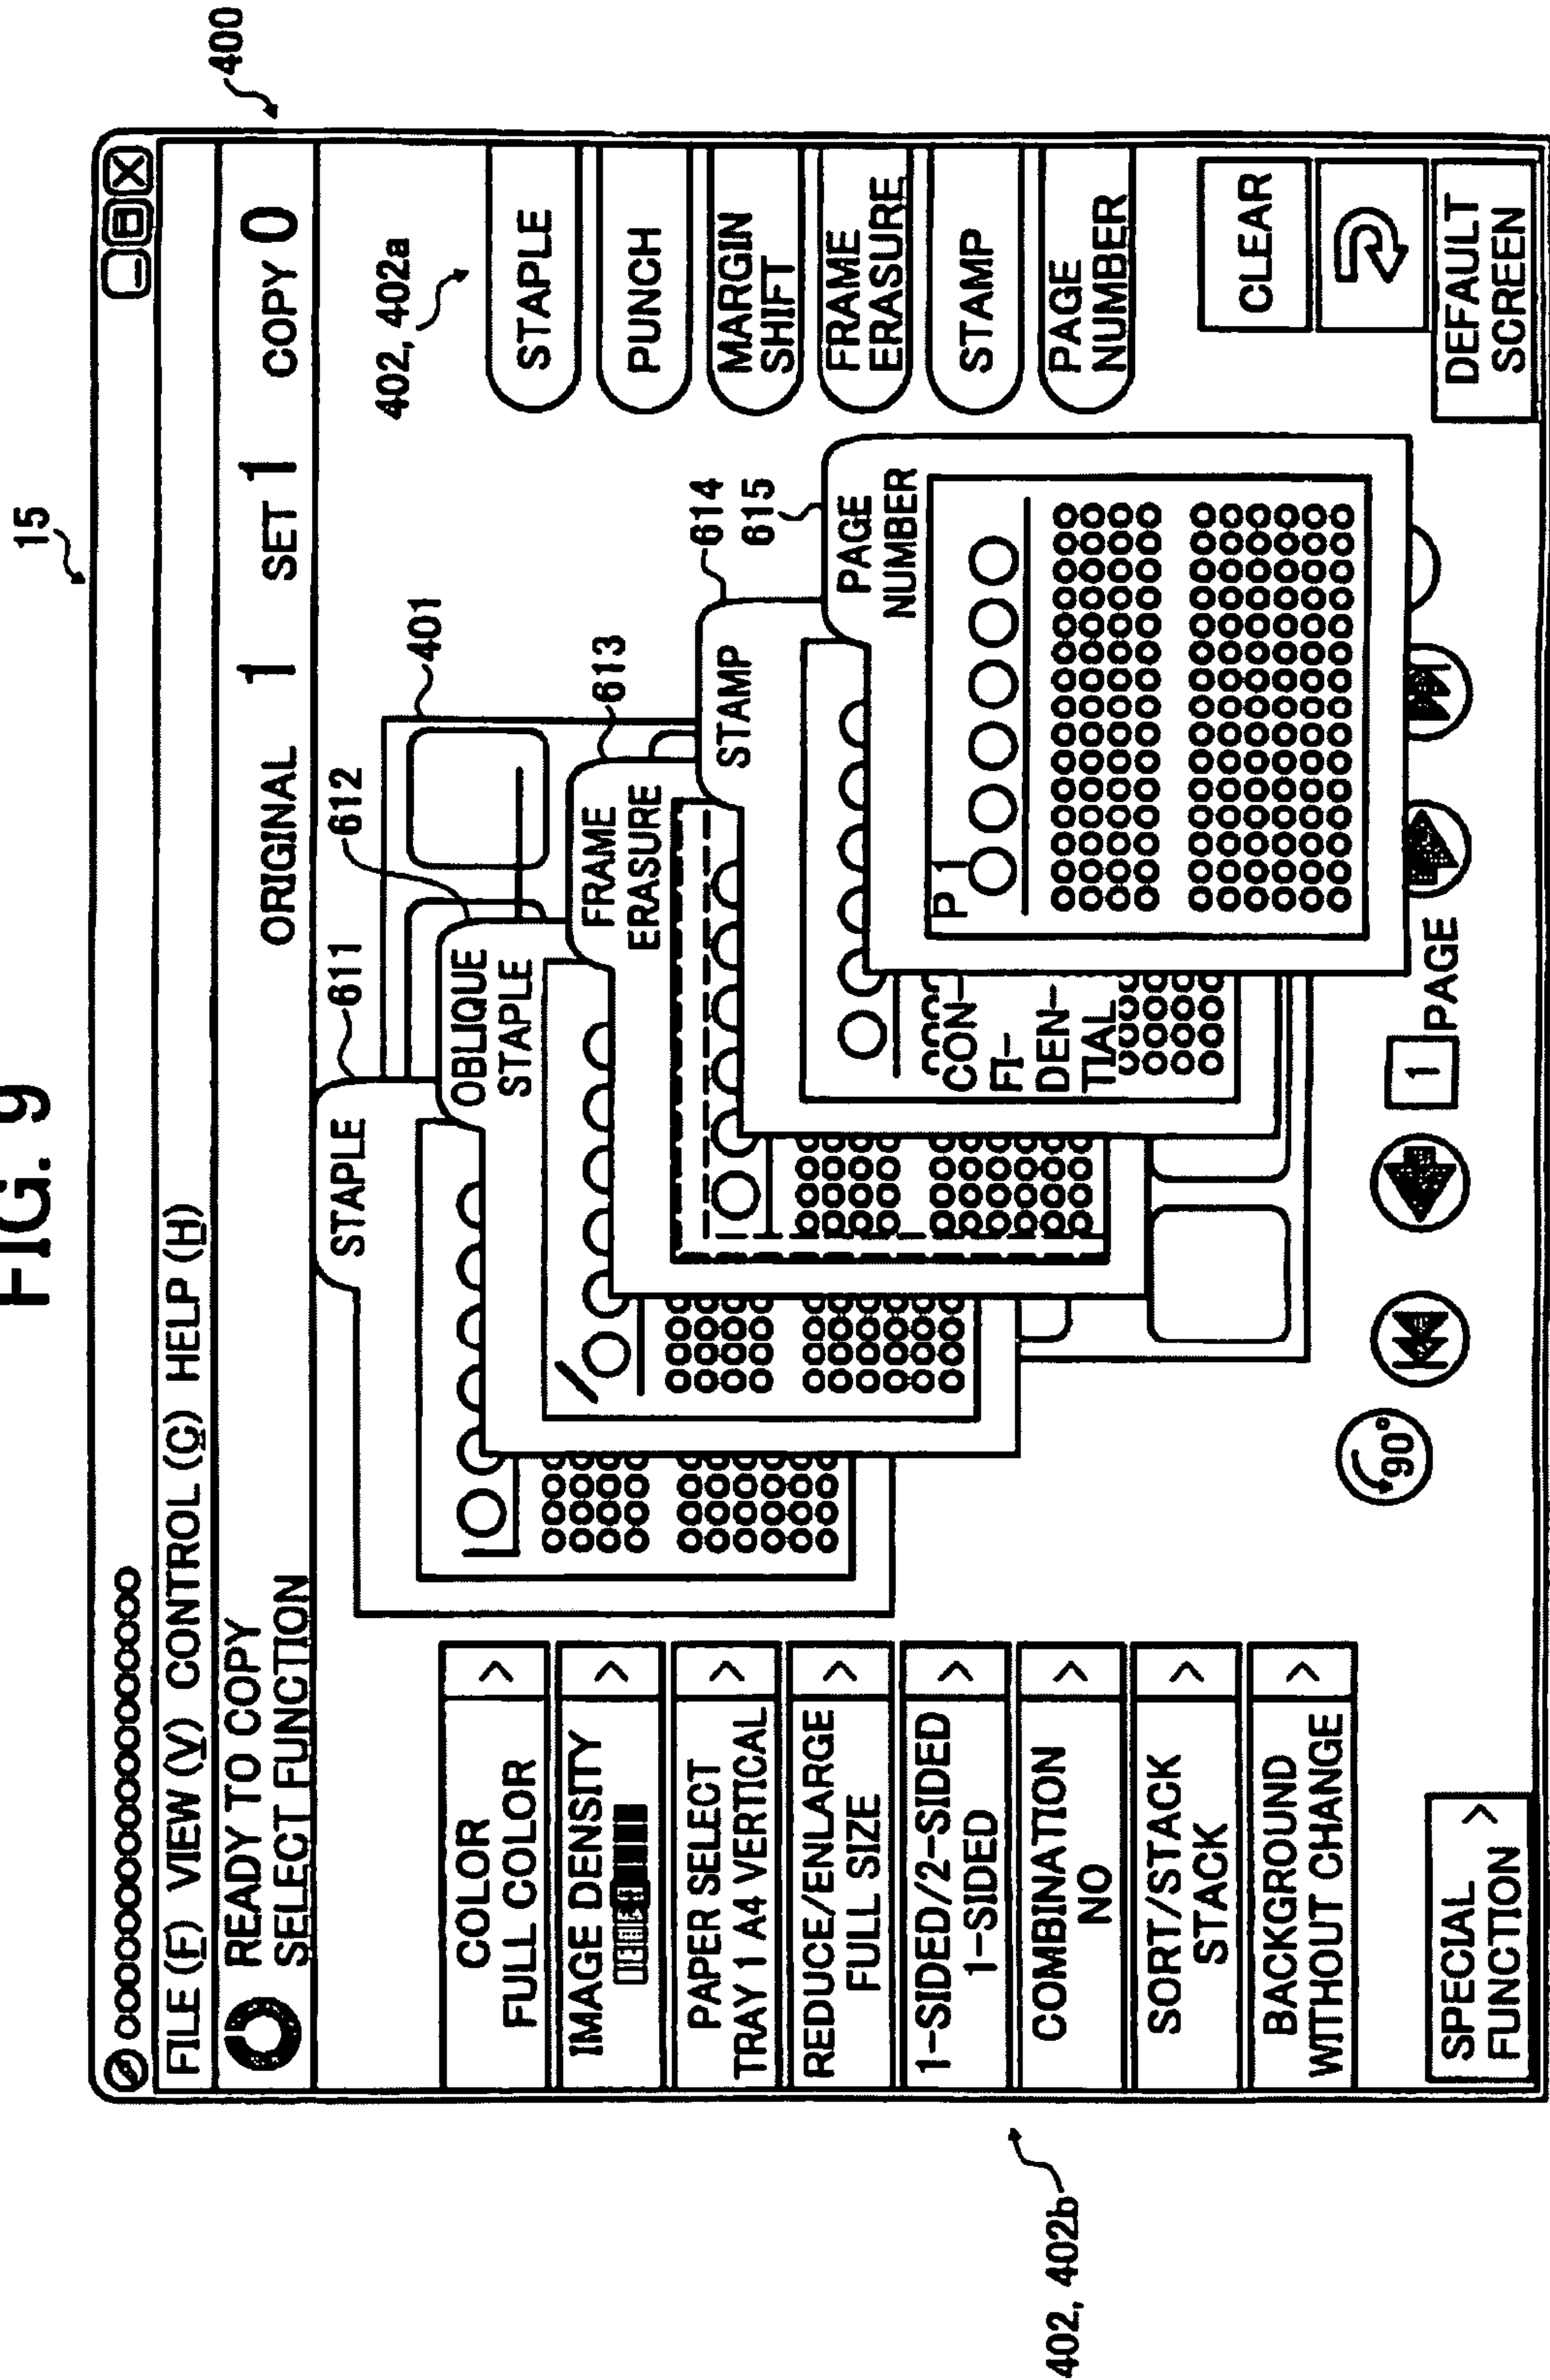 FIG. 9
15
400
FILE (F) VIEW (V) CONTROL (C) HELP (H)
READY TO COPY
SELECT FUNCTION
ORIGINAL 1 SET 1 COPY 0
402, 402a
402, 402b
COLOR >
FULL COLOR
IMAGE DENSITY >
PAPER SELECT >
TRAY 1 A4 VERTICAL
REDUCE/ENLARGE >
FULL SIZE
1-SIDED/2-SIDED >
1-SIDED
COMBINATION >
NO
SORT/STACK >
STACK
BACKGROUND >
WITHOUT CHANGE
SPECIAL >
FUNCTION
STAPLE
611
OBLIQUE
STAPLE
612
401
FRAME
ERASURE
613
STAMP
614
CON-
FI-
DEN-
TIAL
PAGE
NUMBER
615
P 1
STAPLE
PUNCH
MARGIN
SHIFT
FRAME
ERASURE
STAMP
PAGE
NUMBER
CLEAR
DEFAULT
SCREEN
90°
1 PAGE